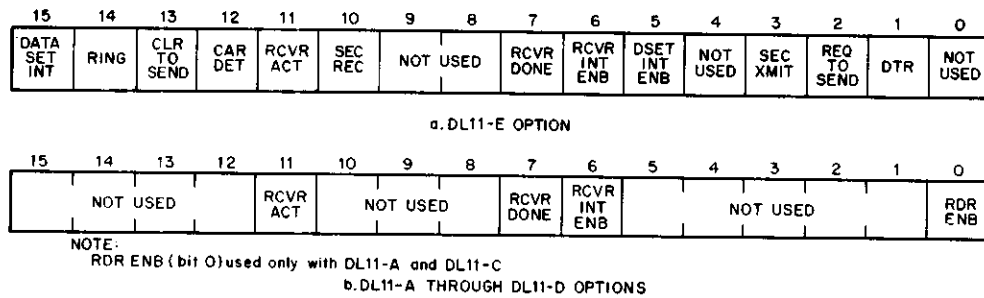 15 14 13 12 11 10 9 8 7 6 5 4 3 2 1 0
DATA SET INT RING CLR TO SEND CAR DET RCVR ACT SEC REC NOT USED RCVR DONE RCVR INT ENB DSET INT ENB NOT USED SEC XMIT REQ TO SEND DTR NOT USED
a. DL11-E OPTION
15 14 13 12 11 10 9 8 7 6 5 4 3 2 1 0
NOT USED RCVR ACT NOT USED RCVR DONE RCVR INT ENB NOT USED RDR ENB
NOTE:
RDR ENB (bit 0) used only with DL11-A and DL11-C
b. DL11-A THROUGH DL11-D OPTIONS